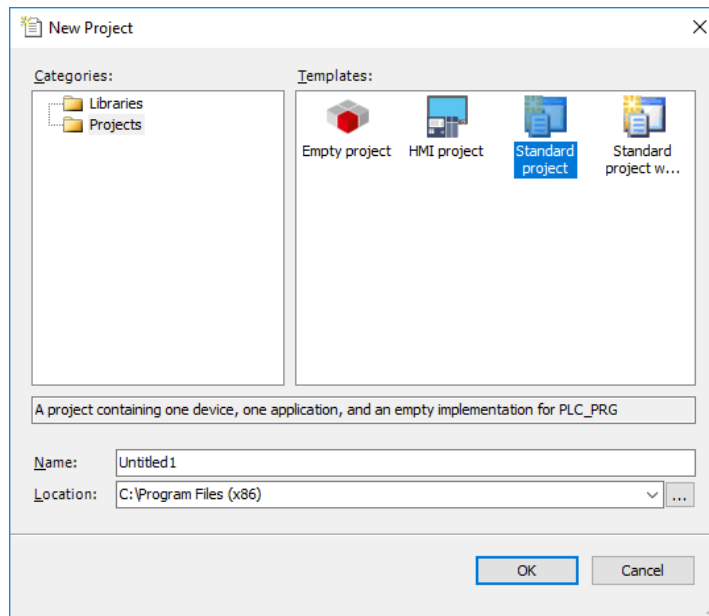 New Project
Categories:
Templates:
Libraries
Projects
Empty project
HMI project
Standard
project
Standard
project w...
A project containing one device, one application, and an empty implementation for PLC_PRG
Name:
Untitled1
Location:
C:\Program Files (x86)
...
OK
Cancel